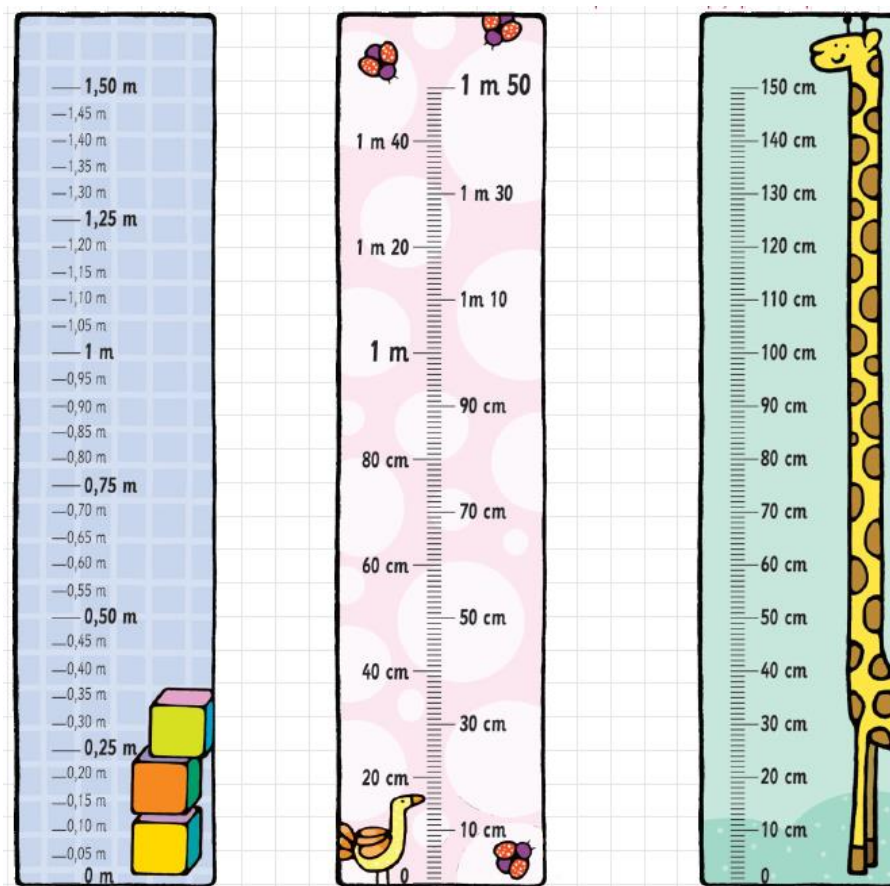 1,50 m
1,45 m
1,40 m
1,35 m
1,30 m
1,25 m
1,20 m
1,15 m
1,10 m
1,05 m
1 m
0,95 m
0,90 m
0,85 m
0,80 m
0,75 m
0,70 m
0,65 m
0,60 m
0,55 m
0,50 m
0,45 m
0,40 m
0,35 m
0,30 m
0,25 m
0,20 m
0,15 m
0,10 m
0,05 m
0 m
1 m 50
1 m 40
1 m 30
1 m 20
1m 10
1 m
90 cm
80 cm
70 cm
60 cm
50 cm
40 cm
30 cm
20 cm
10 cm
0
150 cm
140 cm
130 cm
120 cm
110 cm
100 cm
90 cm
80 cm
70 cm
60 cm
50 cm
40 cm
30 cm
20 cm
10 cm
0